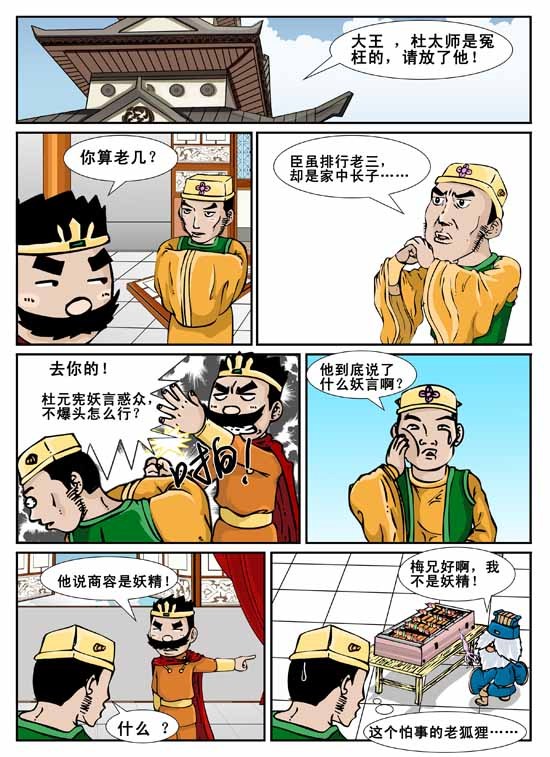 大王 ，杜太师是冤
枉的，请放了他！
你算老几？
臣虽排行老三，
却是家中长子……
去你的！
杜元宪妖言惑众，
不爆头怎么行？
啪！
他到底说了
什么妖言啊？
他说商容是妖精！
什么 ？
梅兄好啊，我
不是妖精！
这个怕事的老狐狸……